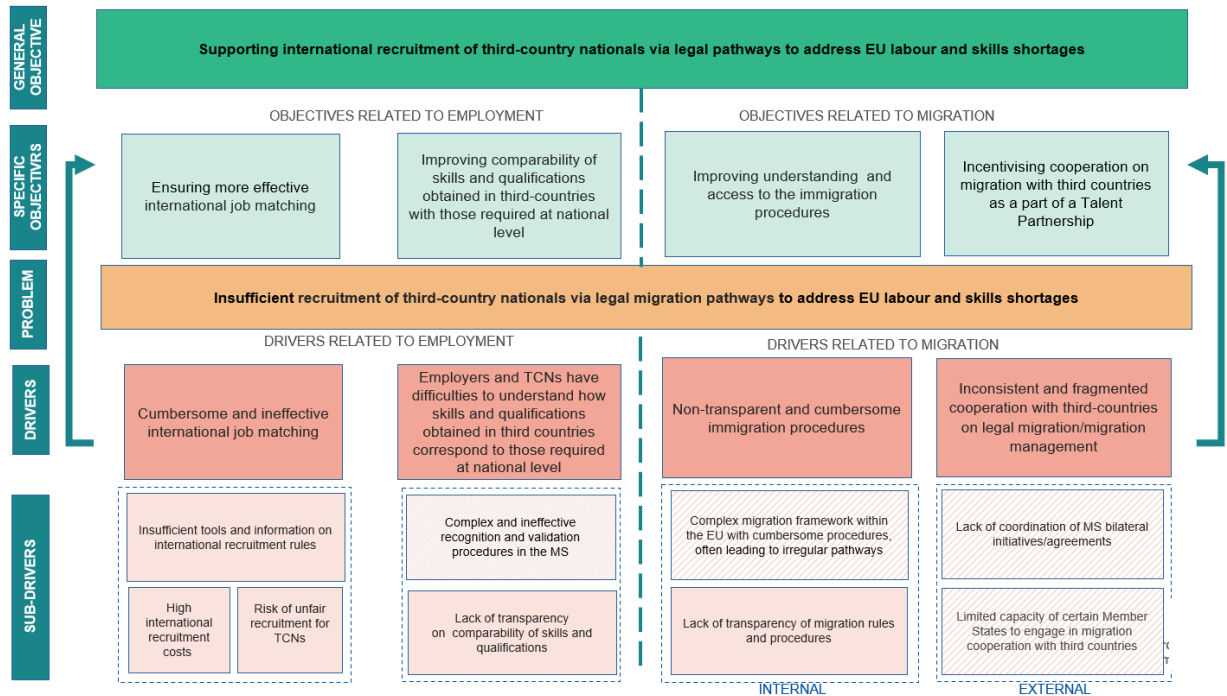 GENERAL
OBJECTIVE
Supporting international recruitment of third-country nationals via legal pathways to address EU labour and skills shortages
OBJECTIVES RELATED TO EMPLOYMENT
OBJECTIVES RELATED TO MIGRATION
SPECIFIC
OBJECTIVRS
Ensuring more effective
international job matching
Improving comparability of
skills and qualifications
obtained in third-countries
with those required at national
level
Improving understanding and
access to the immigration
procedures
Incentivising cooperation on
migration with third countries
as a part of a Talent
Partnership
PROBLEM
Insufficient recruitment of third-country nationals via legal migration pathways to address EU labour and skills shortages
DRIVERS RELATED TO EMPLOYMENT
DRIVERS RELATED TO MIGRATION
DRIVERS
Cumbersome and ineffective
international job matching
Employers and TCNs have
difficulties to understand how
skills and qualifications
obtained in third countries
correspond to those required
at national level
Non-transparent and cumbersome
immigration procedures
Inconsistent and fragmented
cooperation with third-countries
on legal migration/migration
management
SUB-DRIVERS
Insufficient tools and information on
international recruitment rules
High
international
recruitment
costs
Risk of unfair
recruitment for
TCNs
Complex and ineffective
recognition and validation
procedures in the MS
Lack of transparency
on comparability of skills and
qualifications
Complex migration framework within
the EU with cumbersome procedures,
often leading to irregular pathways
Lack of transparency of migration rules
and procedures
Lack of coordination of MS bilateral
initiatives/agreements
Limited capacity of certain Member
States to engage in migration
cooperation with third countries
INTERNAL
EXTERNAL